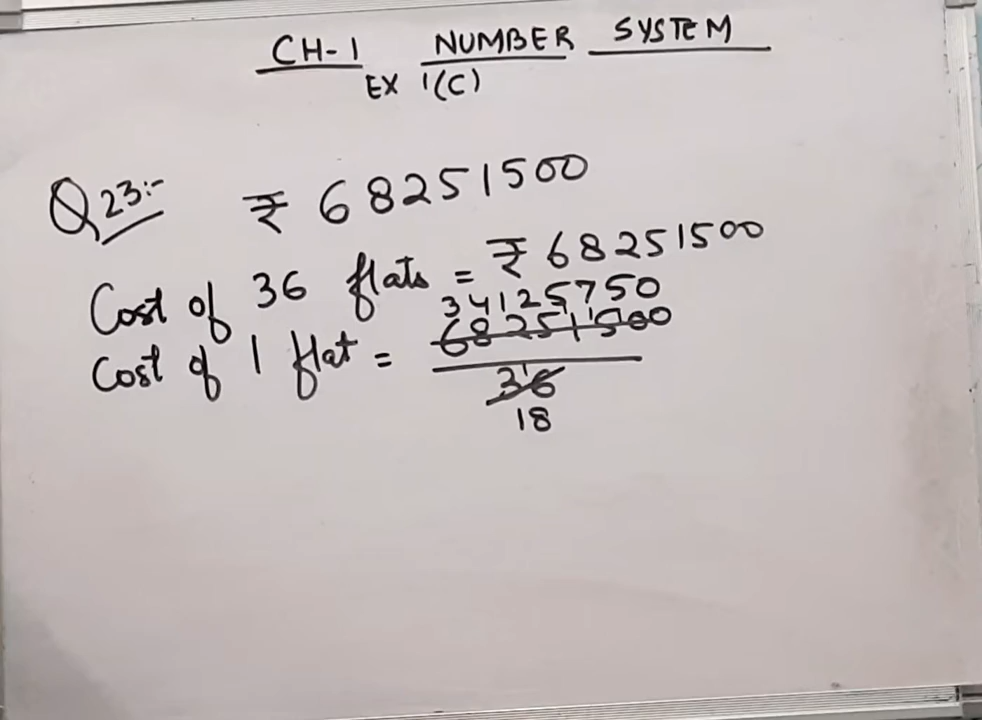 CH-1 NUMBER SYSTEM
EX 1(C)
Q23:- ₹ 68251500
Cost of 36 flats = ₹ 68251500
34125750
Cost of 1 flat = 68251500
36
18